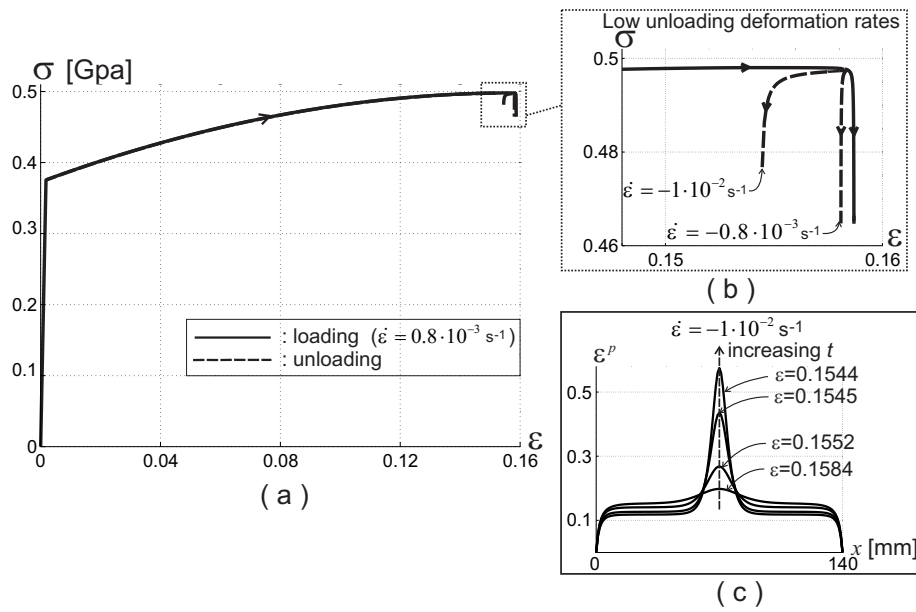 σ [Gpa]
0.5
0.4
0.3
0.2
0.1
0
0
0.04
0.08
0.12
0.16
ε
: loading (ε̇ = 0.8·10⁻³ s⁻¹)
: unloading
( a )
Low unloading deformation rates
σ
0.5
0.48
0.46
0.15
0.16
ε
ε̇ = −1·10⁻² s⁻¹
ε̇ = −0.8·10⁻³ s⁻¹
( b )
ε̇ = −1·10⁻² s⁻¹
εᵖ
increasing t
0.5
0.3
0.1
ε=0.1544
ε=0.1545
ε=0.1552
ε=0.1584
x [mm]
0
140
( c )